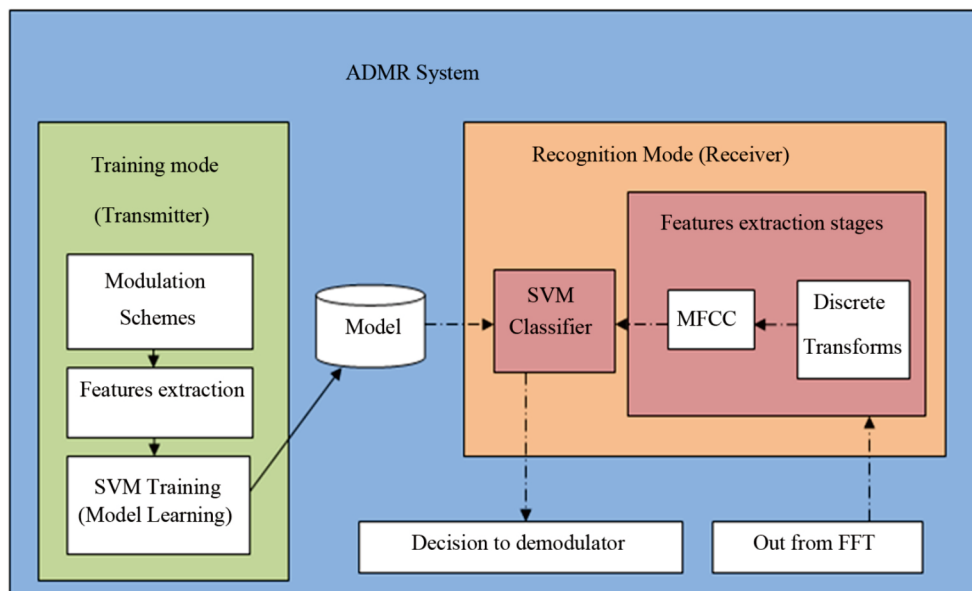 ADMR System
Training mode
(Transmitter)
Modulation
Schemes
Features extraction
SVM Training
(Model Learning)
Model
Recognition Mode (Receiver)
Features extraction stages
SVM
Classifier
MFCC
Discrete
Transforms
Decision to demodulator
Out from FFT